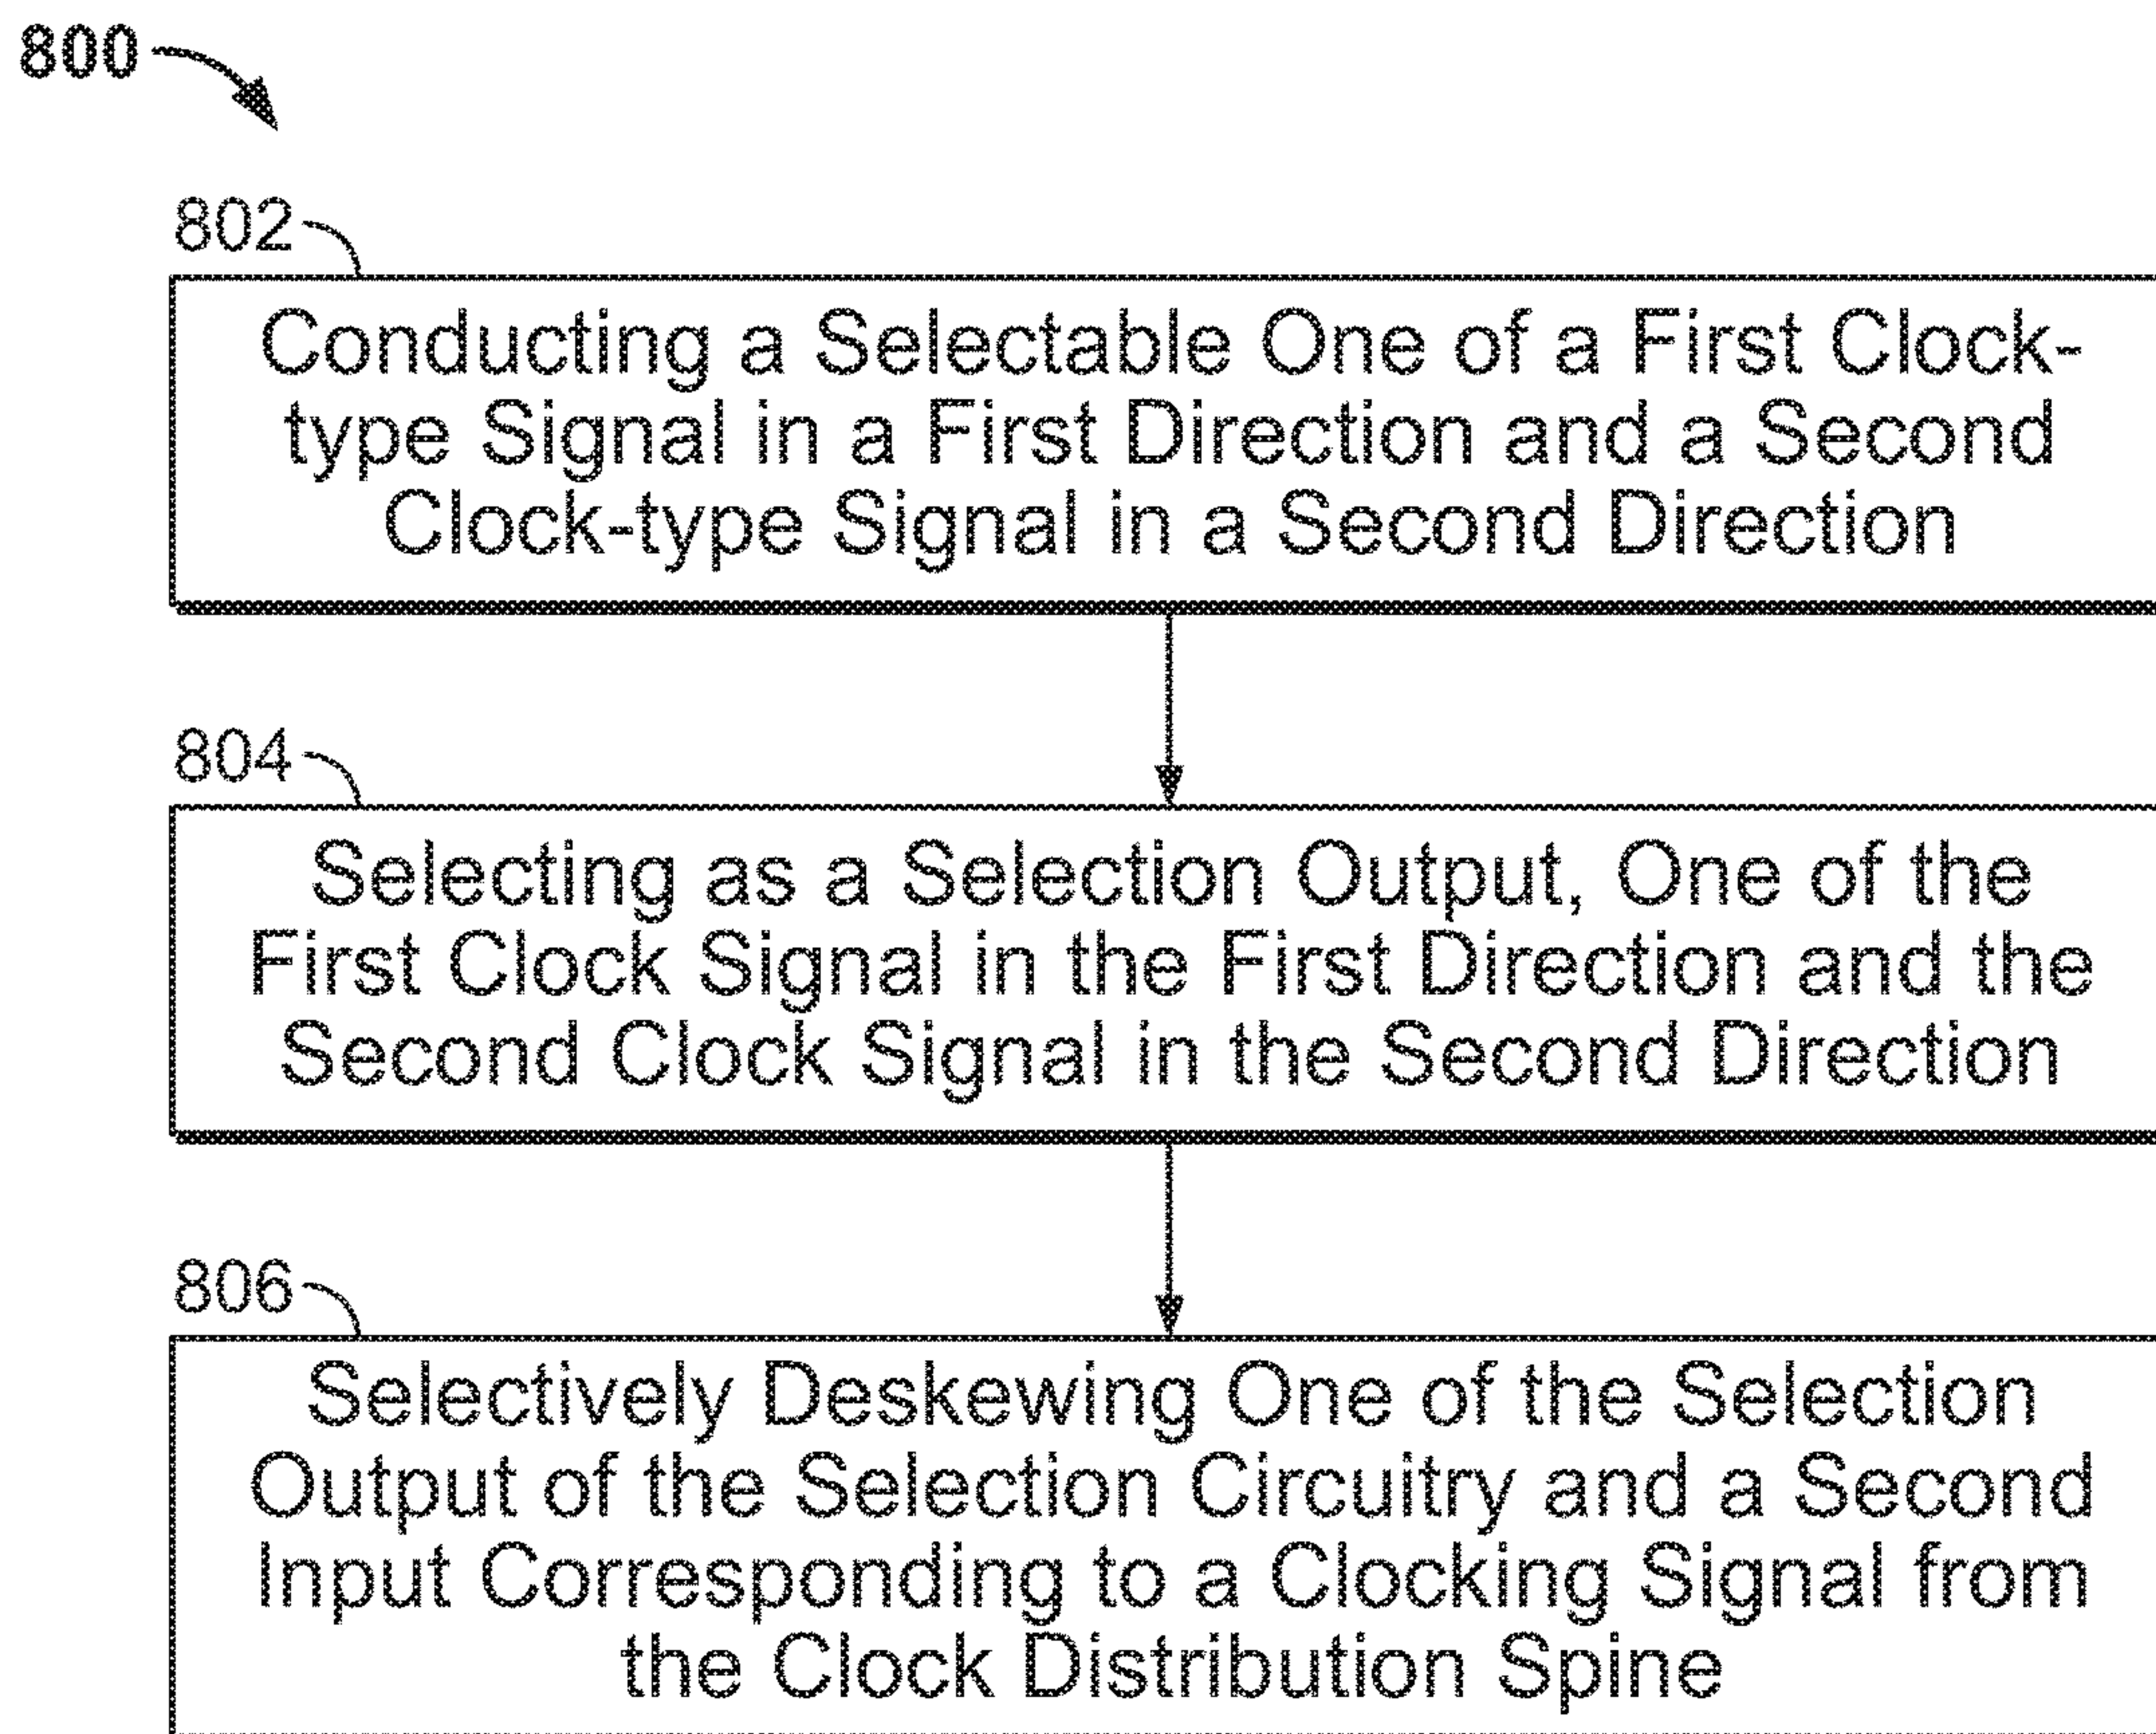 800
802
Conducting a Selectable One of a First Clock-
type Signal in a First Direction and a Second
Clock-type Signal in a Second Direction
804
Selecting as a Selection Output, One of the
First Clock Signal in the First Direction and the
Second Clock Signal in the Second Direction
806
Selectively Deskewing One of the Selection
Output of the Selection Circuitry and a Second
Input Corresponding to a Clocking Signal from
the Clock Distribution Spine